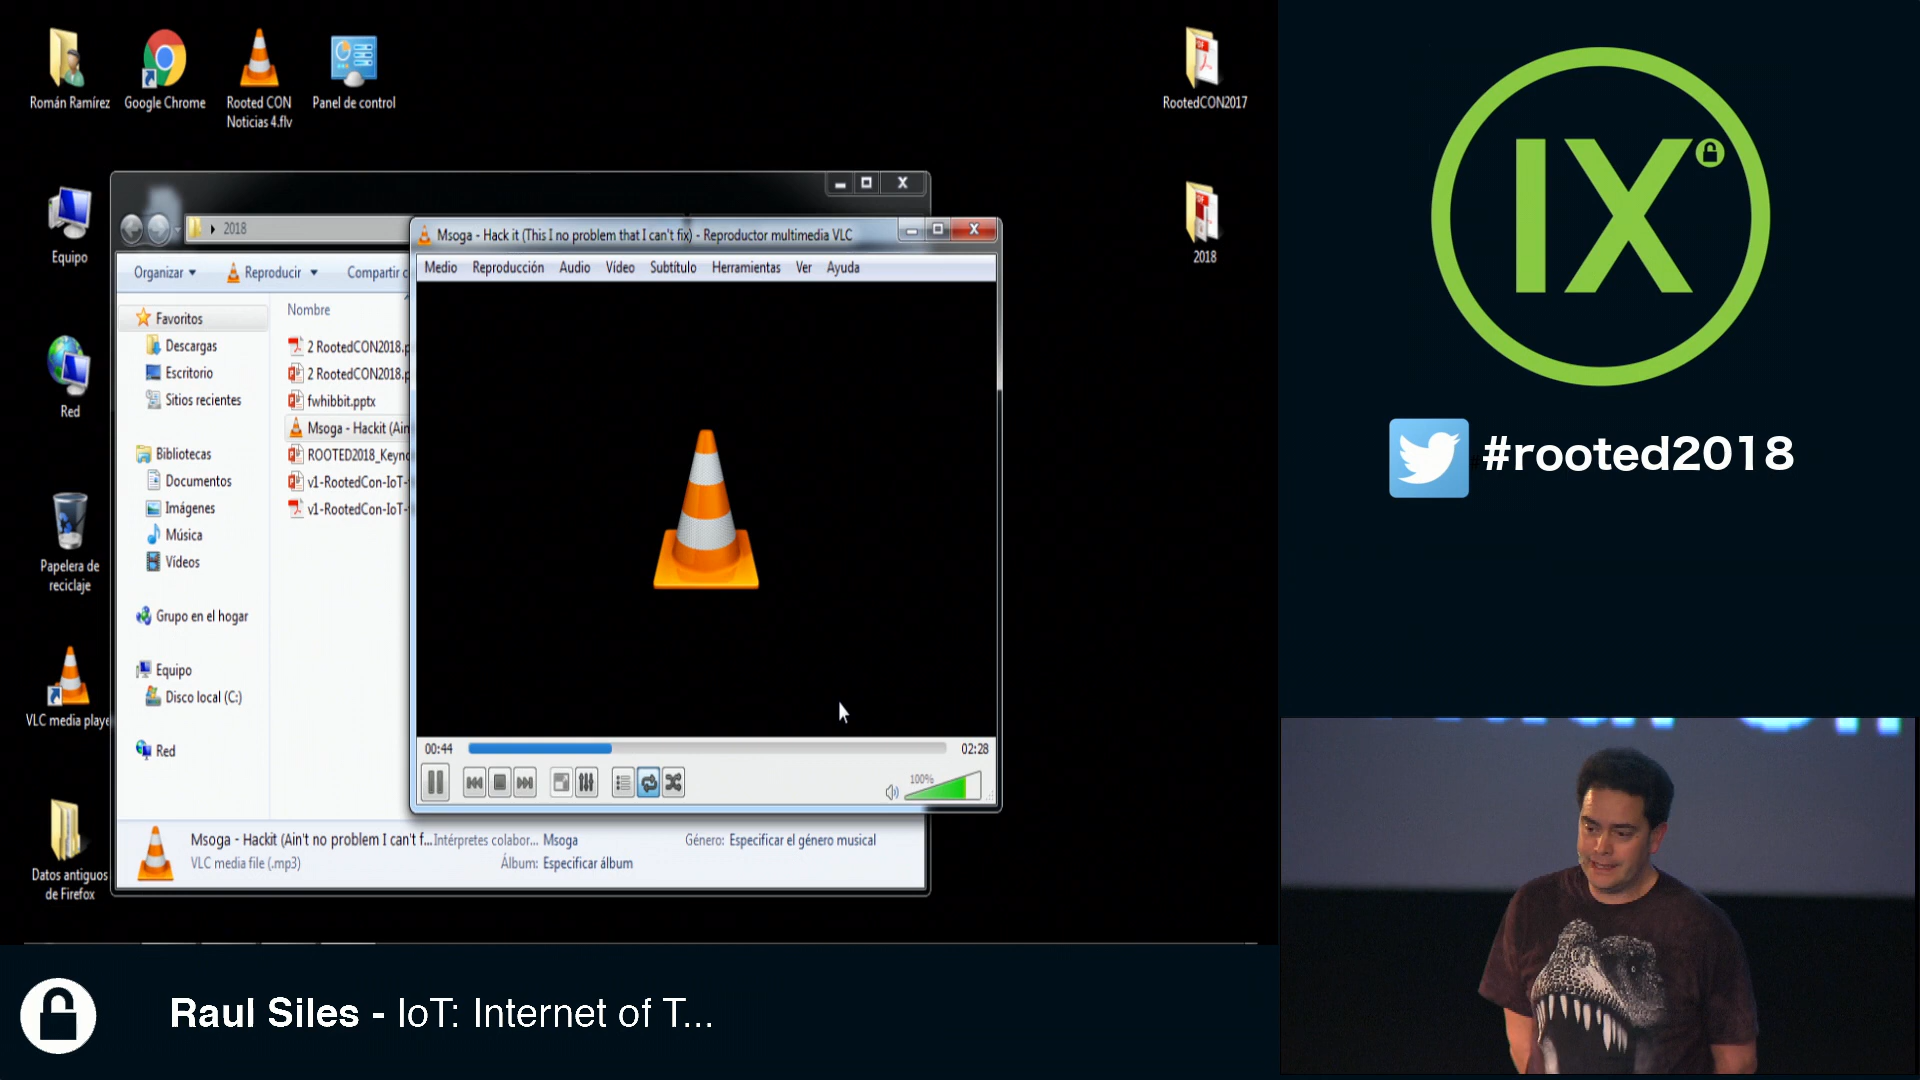 Román Ramírez
Google Chrome
Rooted CON
Noticias 4.flv
Panel de control
RootedCON2017
Equipo
Red
Papelera de
reciclaje
VLC media playe
Datos antiguos
de Firefox
2018
2018
Organizar
Reproducir
Compartir c
Favoritos
Descargas
Escritorio
Sitios recientes
Bibliotecas
Documentos
Imágenes
Música
Vídeos
Grupo en el hogar
Equipo
Disco local (C:)
Red
Nombre
2 RootedCON2018.p
2 RootedCON2018.p
fwhibbit.pptx
Msoga - Hackit (Ain
ROOTED2018_Keyno
v1-RootedCon-IoT-
v1-RootedCon-IoT-
Msoga - Hack it (This I no problem that I can't fix) - Reproductor multimedia VLC
Medio Reproducción Audio Vídeo Subtítulo Herramientas Ver Ayuda
00:44 02:28
100%
Msoga - Hackit (Ain't no problem I can't f... Intérpretes colabor... Msoga Género: Especificar el género musical
VLC media file (.mp3) Álbum: Especificar álbum
IX
#rooted2018
Raul Siles - IoT: Internet of T...